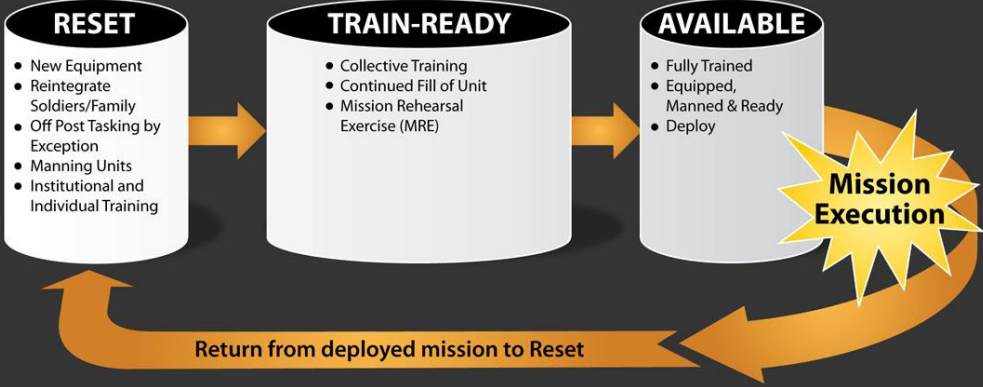 RESET
• New Equipment
• Reintegrate
Soldiers/Family
• Off Post Tasking by
Exception
• Manning Units
• Institutional and
Individual Training
TRAIN-READY
• Collective Training
• Continued Fill of Unit
• Mission Rehearsal
Exercise (MRE)
AVAILABLE
• Fully Trained
• Equipped,
Manned & Ready
• Deploy
Mission
Execution
Return from deployed mission to Reset